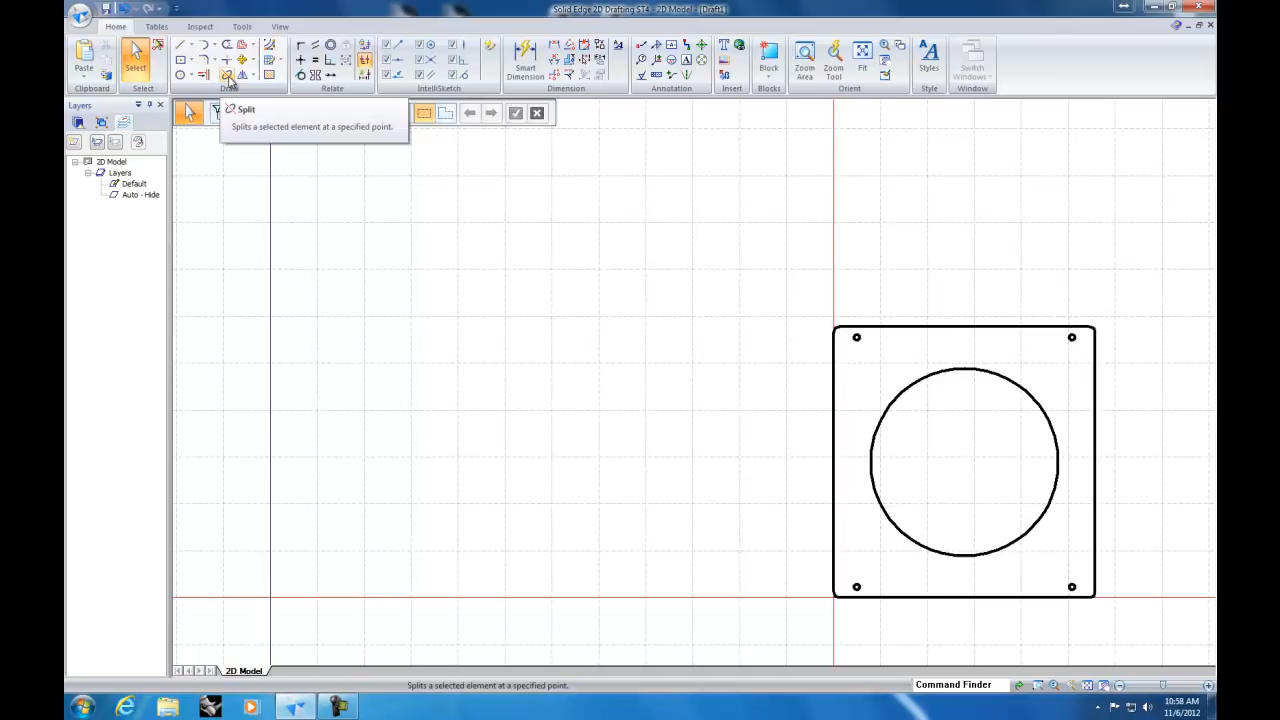 Solid Edge 2D Drafting ST4 - 2D Model - [Draft1]
Home
Tables
Inspect
Tools
View
Paste
Select
Smart
Dimension
Block
Zoom
Area
Zoom
Tool
Fit
Styles
Switch
Windows
Clipboard
Select
Draw
Relate
IntelliSketch
Dimension
Annotation
Insert
Blocks
Orient
Style
Window
Layers
Split
Splits a selected element at a specified point.
2D Model
Layers
Default
Auto - Hide
2D Model
Splits a selected element at a specified point.
Command Finder
10:58 AM
11/6/2012